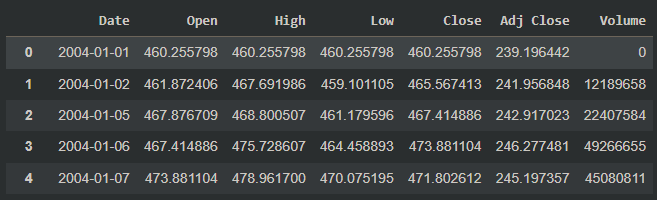 Date Open High Low Close Adj Close Volume
0 2004-01-01 460.255798 460.255798 460.255798 460.255798 239.196442 0
1 2004-01-02 461.872406 467.691986 459.101105 465.567413 241.956848 12189658
2 2004-01-05 467.876709 468.800507 461.179596 467.414886 242.917023 22407584
3 2004-01-06 467.414886 475.728607 464.458893 473.881104 246.277481 49266655
4 2004-01-07 473.881104 478.961700 470.075195 471.802612 245.197357 45080811